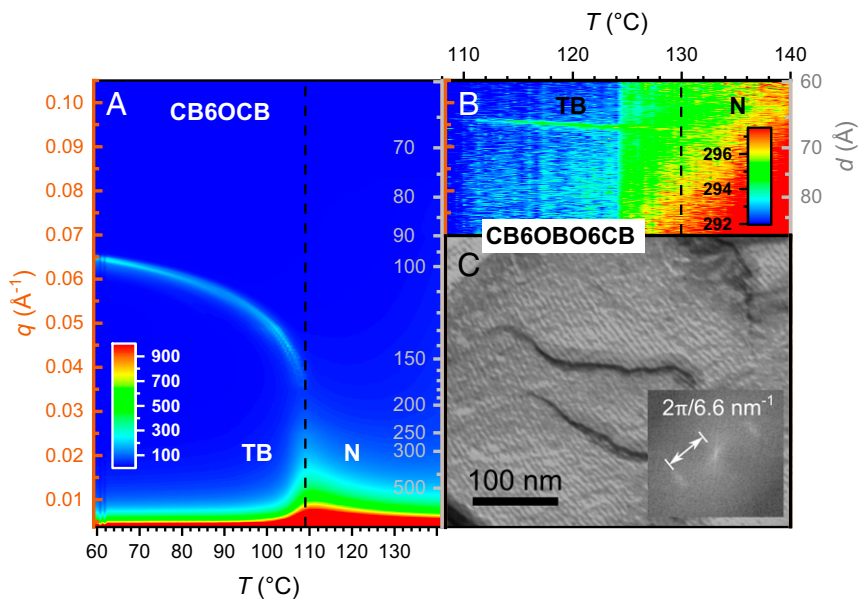 A
CB6OCB
q (Å-1)
0.10
0.09
0.08
0.07
0.06
0.05
0.04
0.03
0.02
0.01
70
80
90
100
150
200
250
300
500
900
700
500
300
100
TB
N
60 70 80 90 100 110 120 130
T (°C)
T (°C)
110 120 130 140
B
TB
N
60
70
80
d (Å)
296
294
292
CB6OBO6CB
C
2π/6.6 nm-1
100 nm